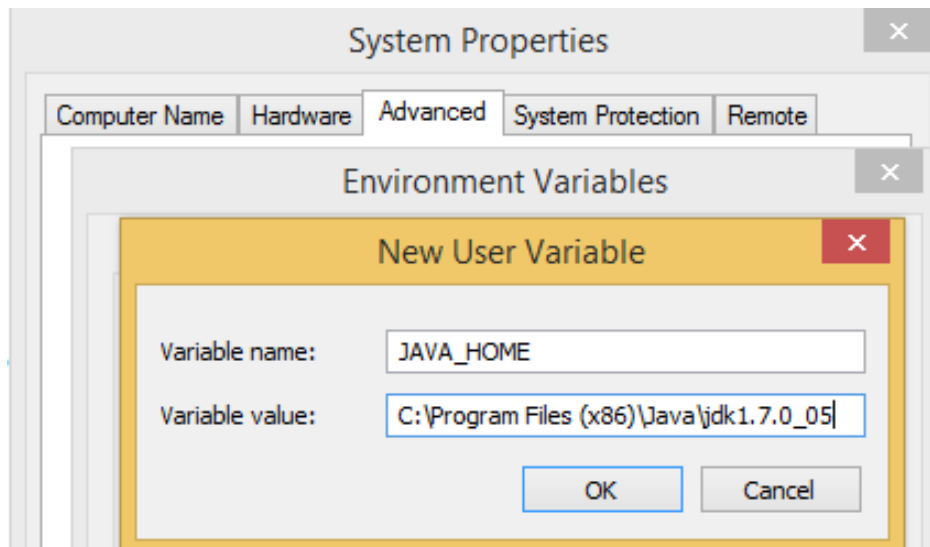 System Properties
Computer Name Hardware Advanced System Protection Remote
Environment Variables
New User Variable
Variable name: JAVA_HOME
Variable value: C:\Program Files (x86)\Java\jdk1.7.0_05
OK Cancel